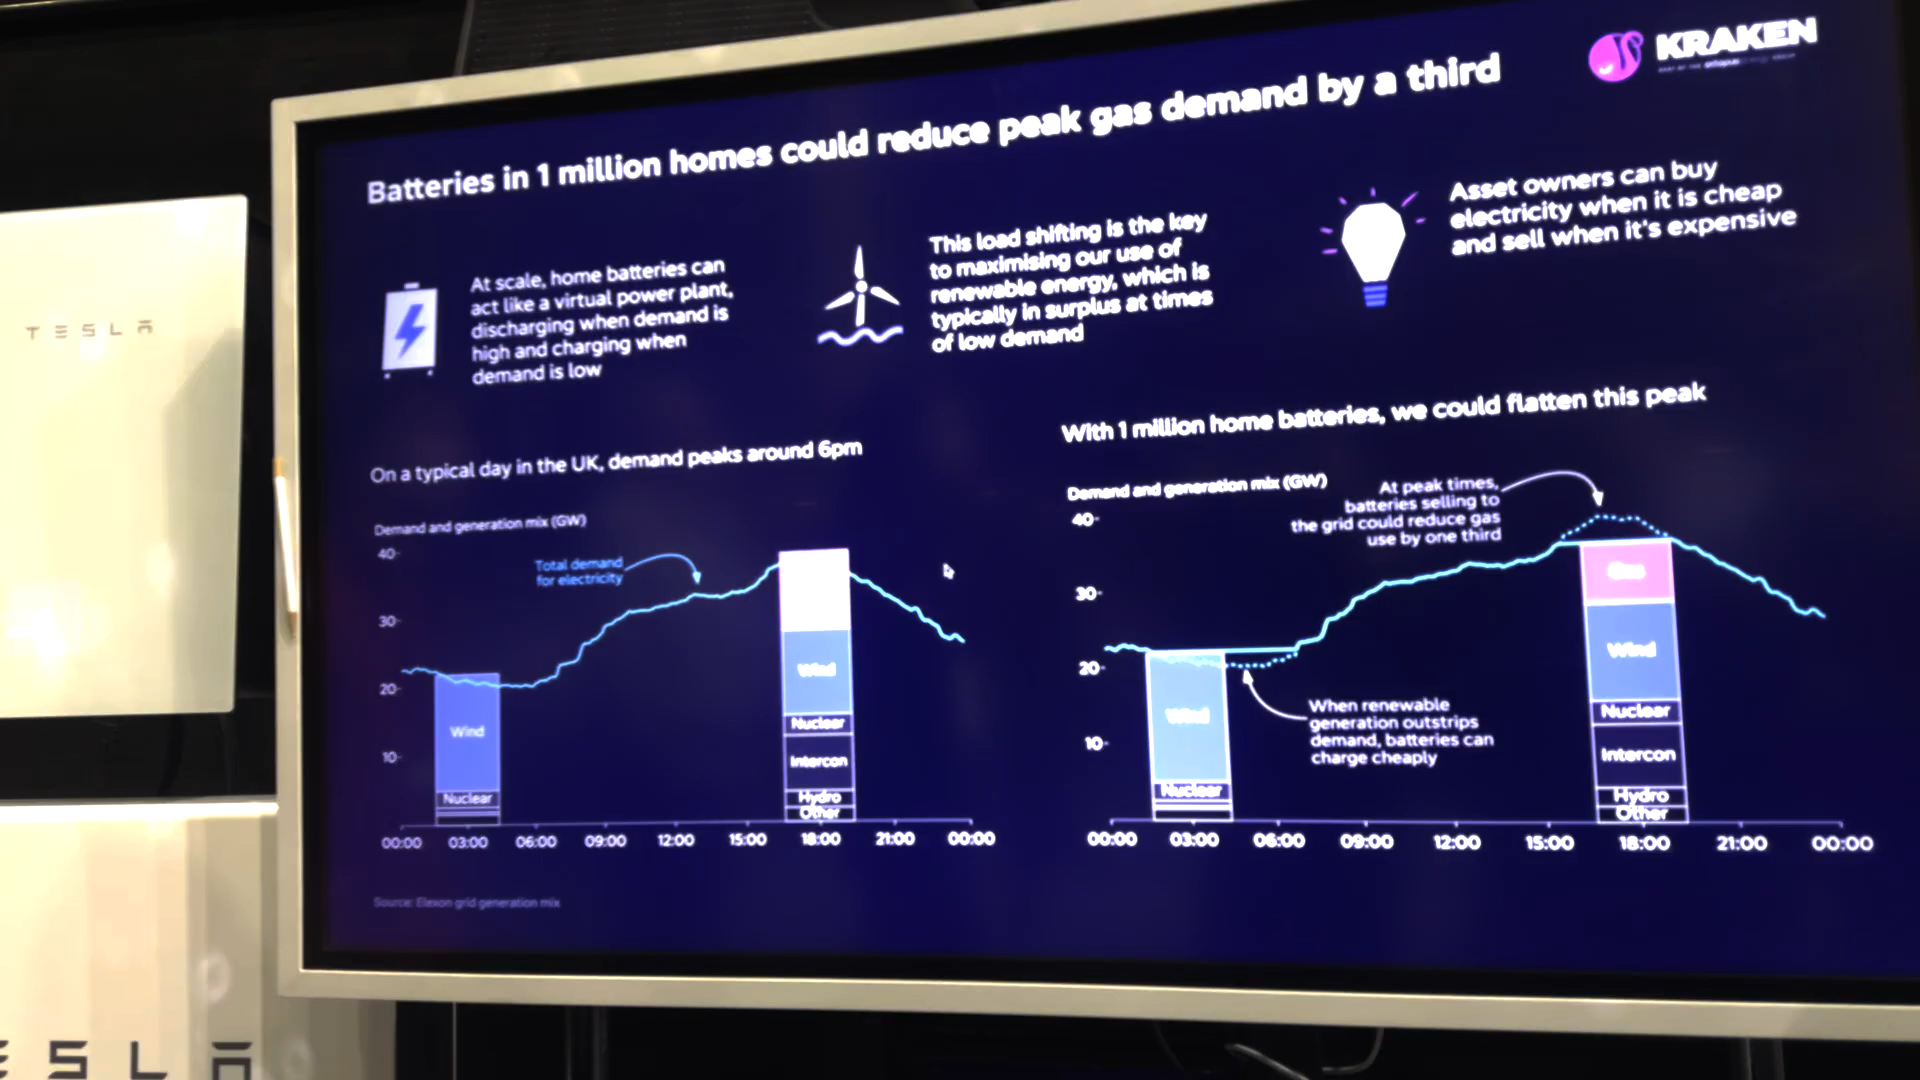 KRAKEN
Batteries in 1 million homes could reduce peak gas demand by a third
TESLA
At scale, home batteries can
act like a virtual power plant,
discharging when demand is
high and charging when
demand is low
This load shifting is the key
to maximising our use of
renewable energy, which is
typically in surplus at times
of low demand
Asset owners can buy
electricity when it is cheap
and sell when it's expensive
On a typical day in the UK, demand peaks around 6pm
Demand and generation mix (GW)
40
30
20
10
Total demand
for electricity
Wind
Nuclear
Wind
Nuclear
Intercon
Hydro
Other
00:00 03:00 06:00 09:00 12:00 15:00 18:00 21:00 00:00
Source: Elexon grid generation mix
With 1 million home batteries, we could flatten this peak
Demand and generation mix (GW)
40
30
20
10
At peak times,
batteries selling to
the grid could reduce gas
use by one third
When renewable
generation outstrips
demand, batteries can
charge cheaply
Wind
Nuclear
Gas
Wind
Nuclear
Intercon
Hydro
Other
00:00 03:00 06:00 09:00 12:00 15:00 18:00 21:00 00:00
ESLA